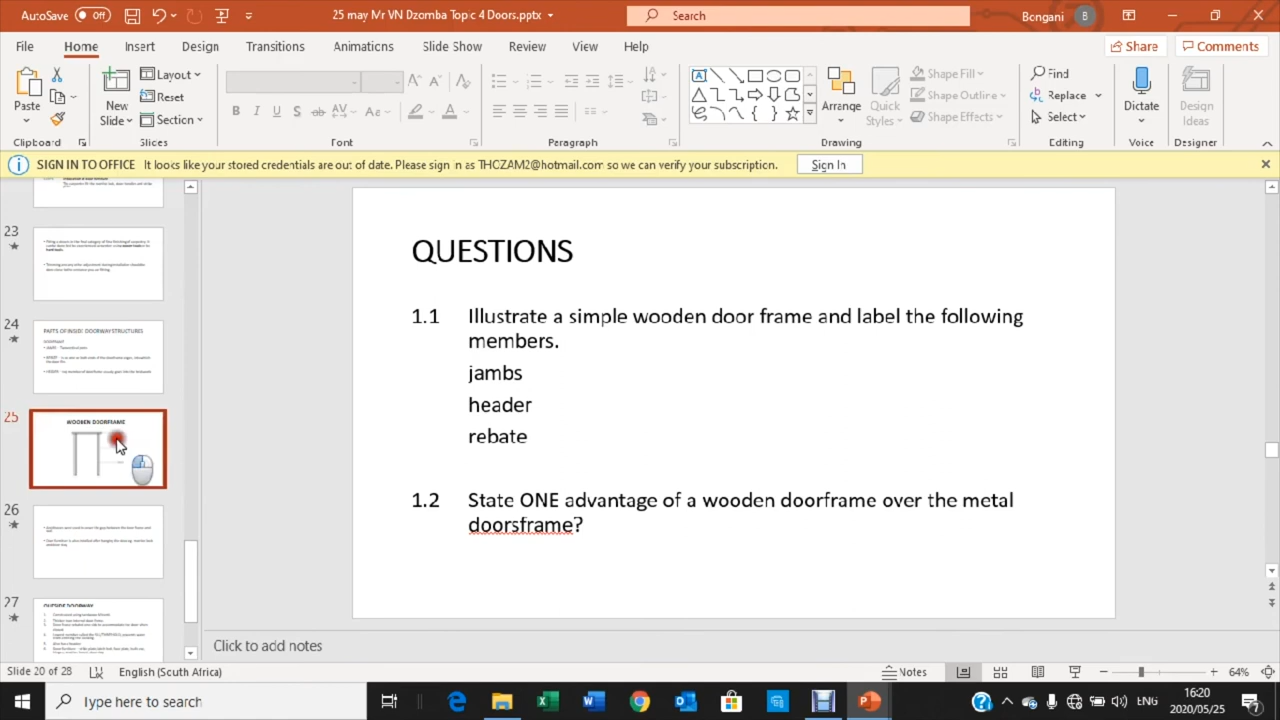 AutoSave Off 25 may Mr VN Dzomba Topic 4 Doors.pptx Search Bongani B
File Home Insert Design Transitions Animations Slide Show Review View Help Share Comments
Paste New Slide Layout Reset Section Arrange Quick Styles Shape Fill Shape Outline Shape Effects Find Replace Select Dictate Design Ideas
Clipboard Slides Font Paragraph Drawing Editing Voice Designer
SIGN IN TO OFFICE It looks like your stored credentials are out of date. Please sign in as THCZAM2@hotmail.com so we can verify your subscription. Sign In
23
24
PARTS OF INSIDE DOORWAY STRUCTURES
25
WOODEN DOORFRAME
26
27
OUTSIDE DOORWAY
QUESTIONS
1.1 Illustrate a simple wooden door frame and label the following
members.
jambs
header
rebate
1.2 State ONE advantage of a wooden doorframe over the metal
doorsframe?
Click to add notes
Slide 20 of 28 English (South Africa) Notes 64%
Type here to search ENG 16:20
2020/05/25